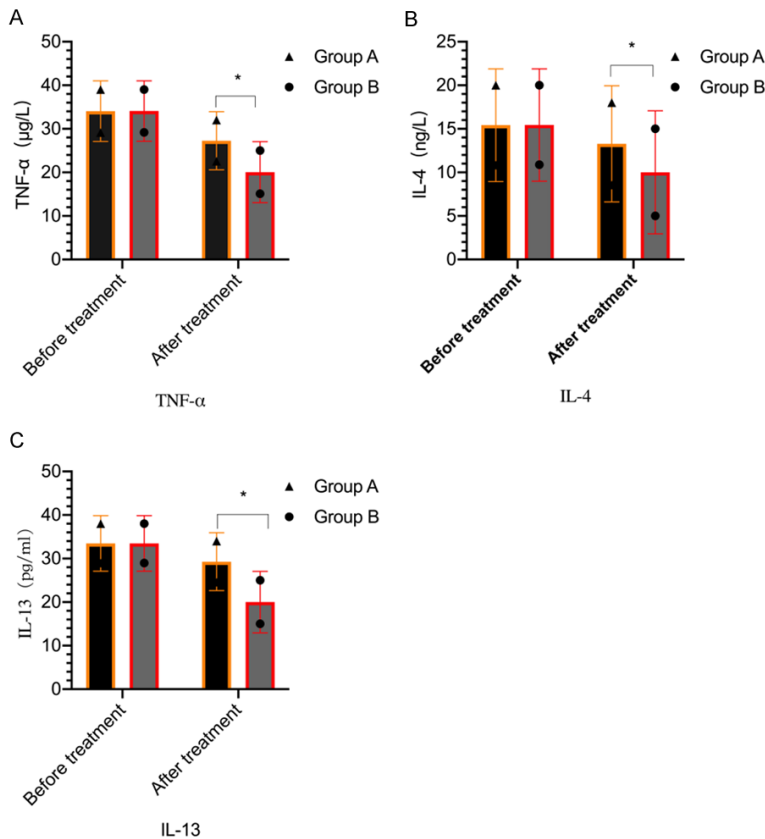 A
TNF-α (μg/L)
50
40
30
20
10
0
*
Group A
Group B
Before treatment
After treatment
TNF-α
B
IL-4 (ng/L)
25
20
15
10
5
0
*
Group A
Group B
Before treatment
After treatment
IL-4
C
IL-13 (pg/ml)
50
40
30
20
10
0
*
Group A
Group B
Before treatment
After treatment
IL-13